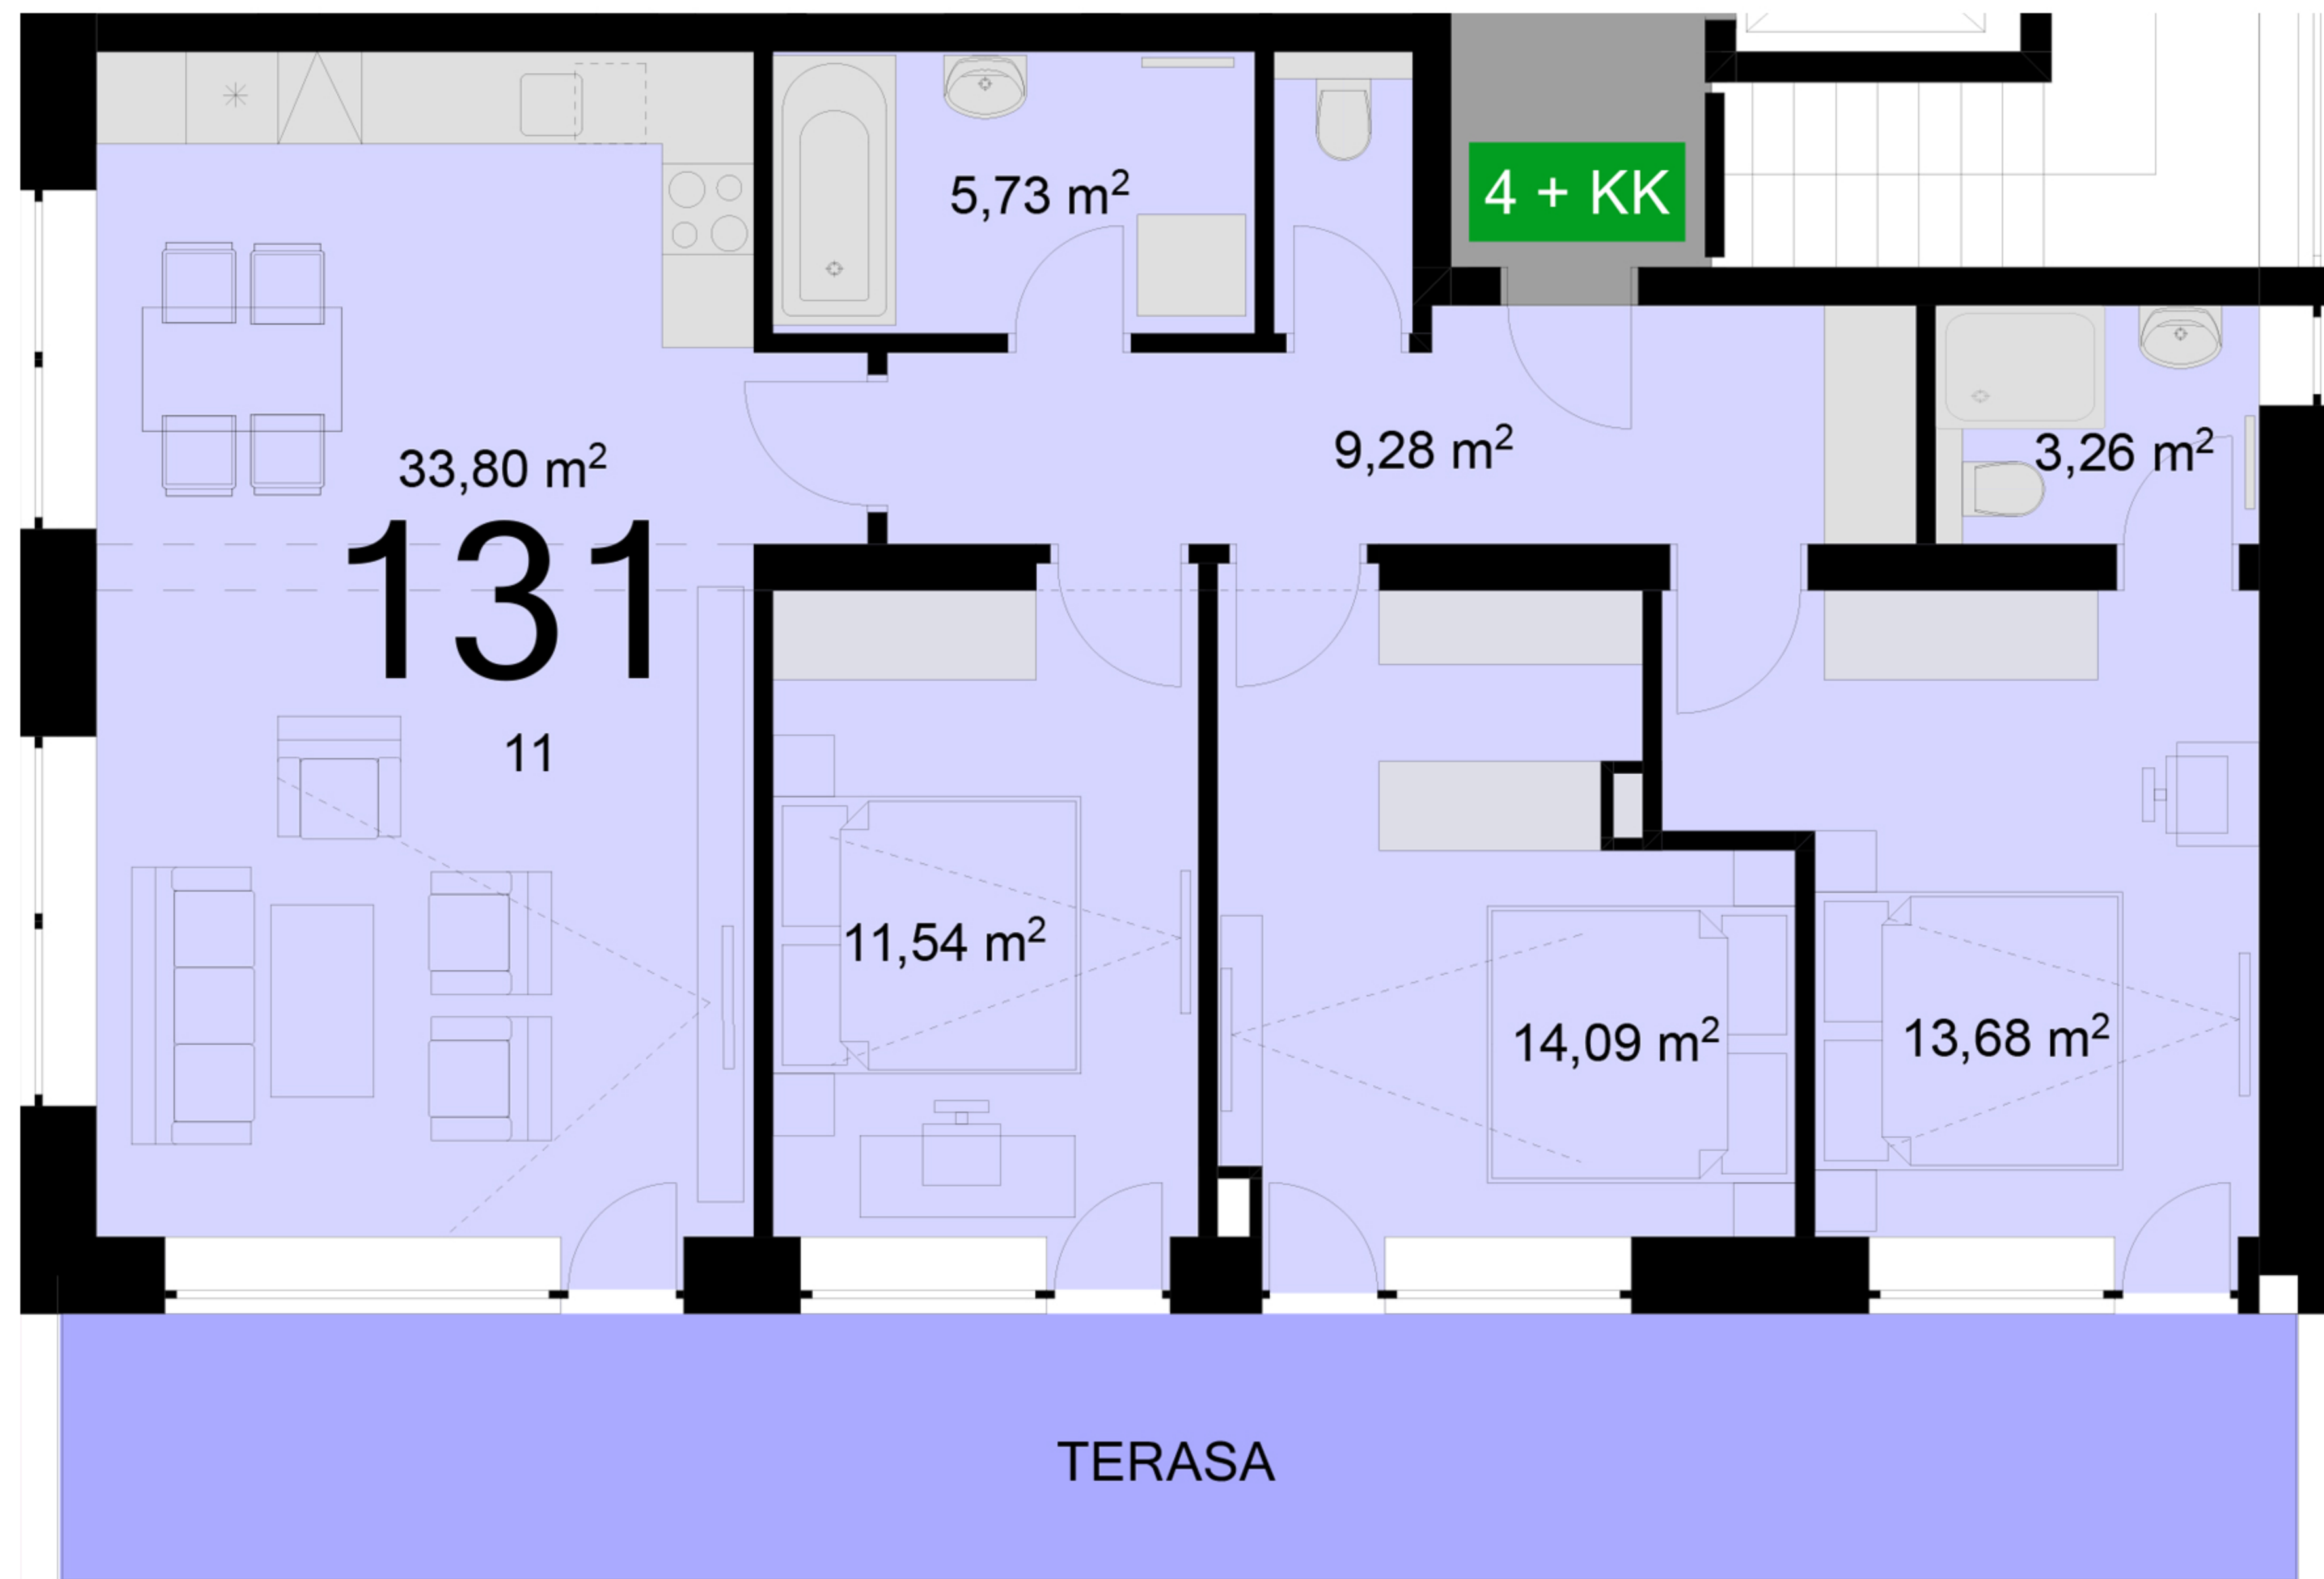 5,73 m²
4 + KK
33,80 m²
9,28 m²
3,26 m²
131
11
11,54 m²
14,09 m²
13,68 m²
TERASA